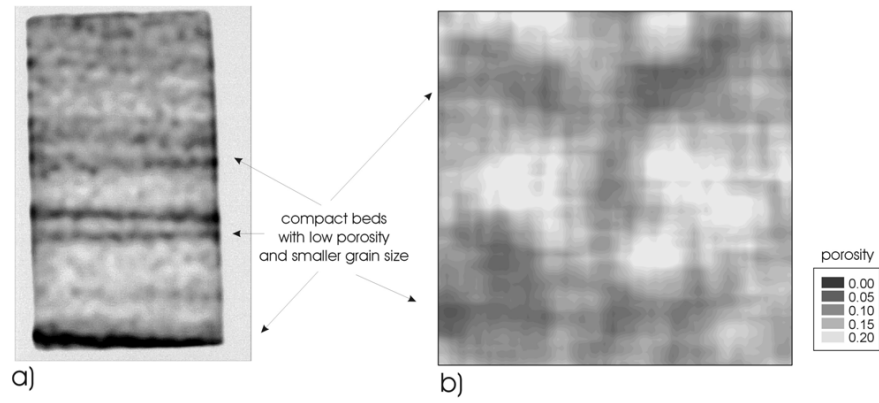 compact beds
with low porosity
and smaller grain size
porosity
0.00
0.05
0.10
0.15
0.20
a)
b)